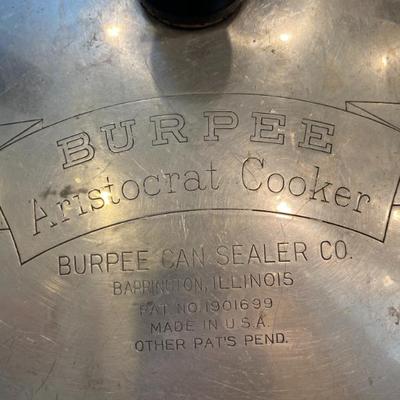 BURPEE
Aristocrat Cooker
BURPEE CAN SEALER CO.
BARRINGTON, ILLINOIS
PAT. NO. 1901699
MADE IN U.S.A.
OTHER PAT'S PEND.